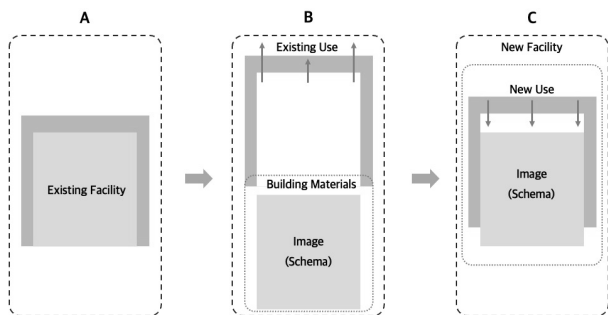 A
Existing Facility
B
Existing Use
Building Materials
Image
(Schema)
C
New Facility
New Use
Image
(Schema)